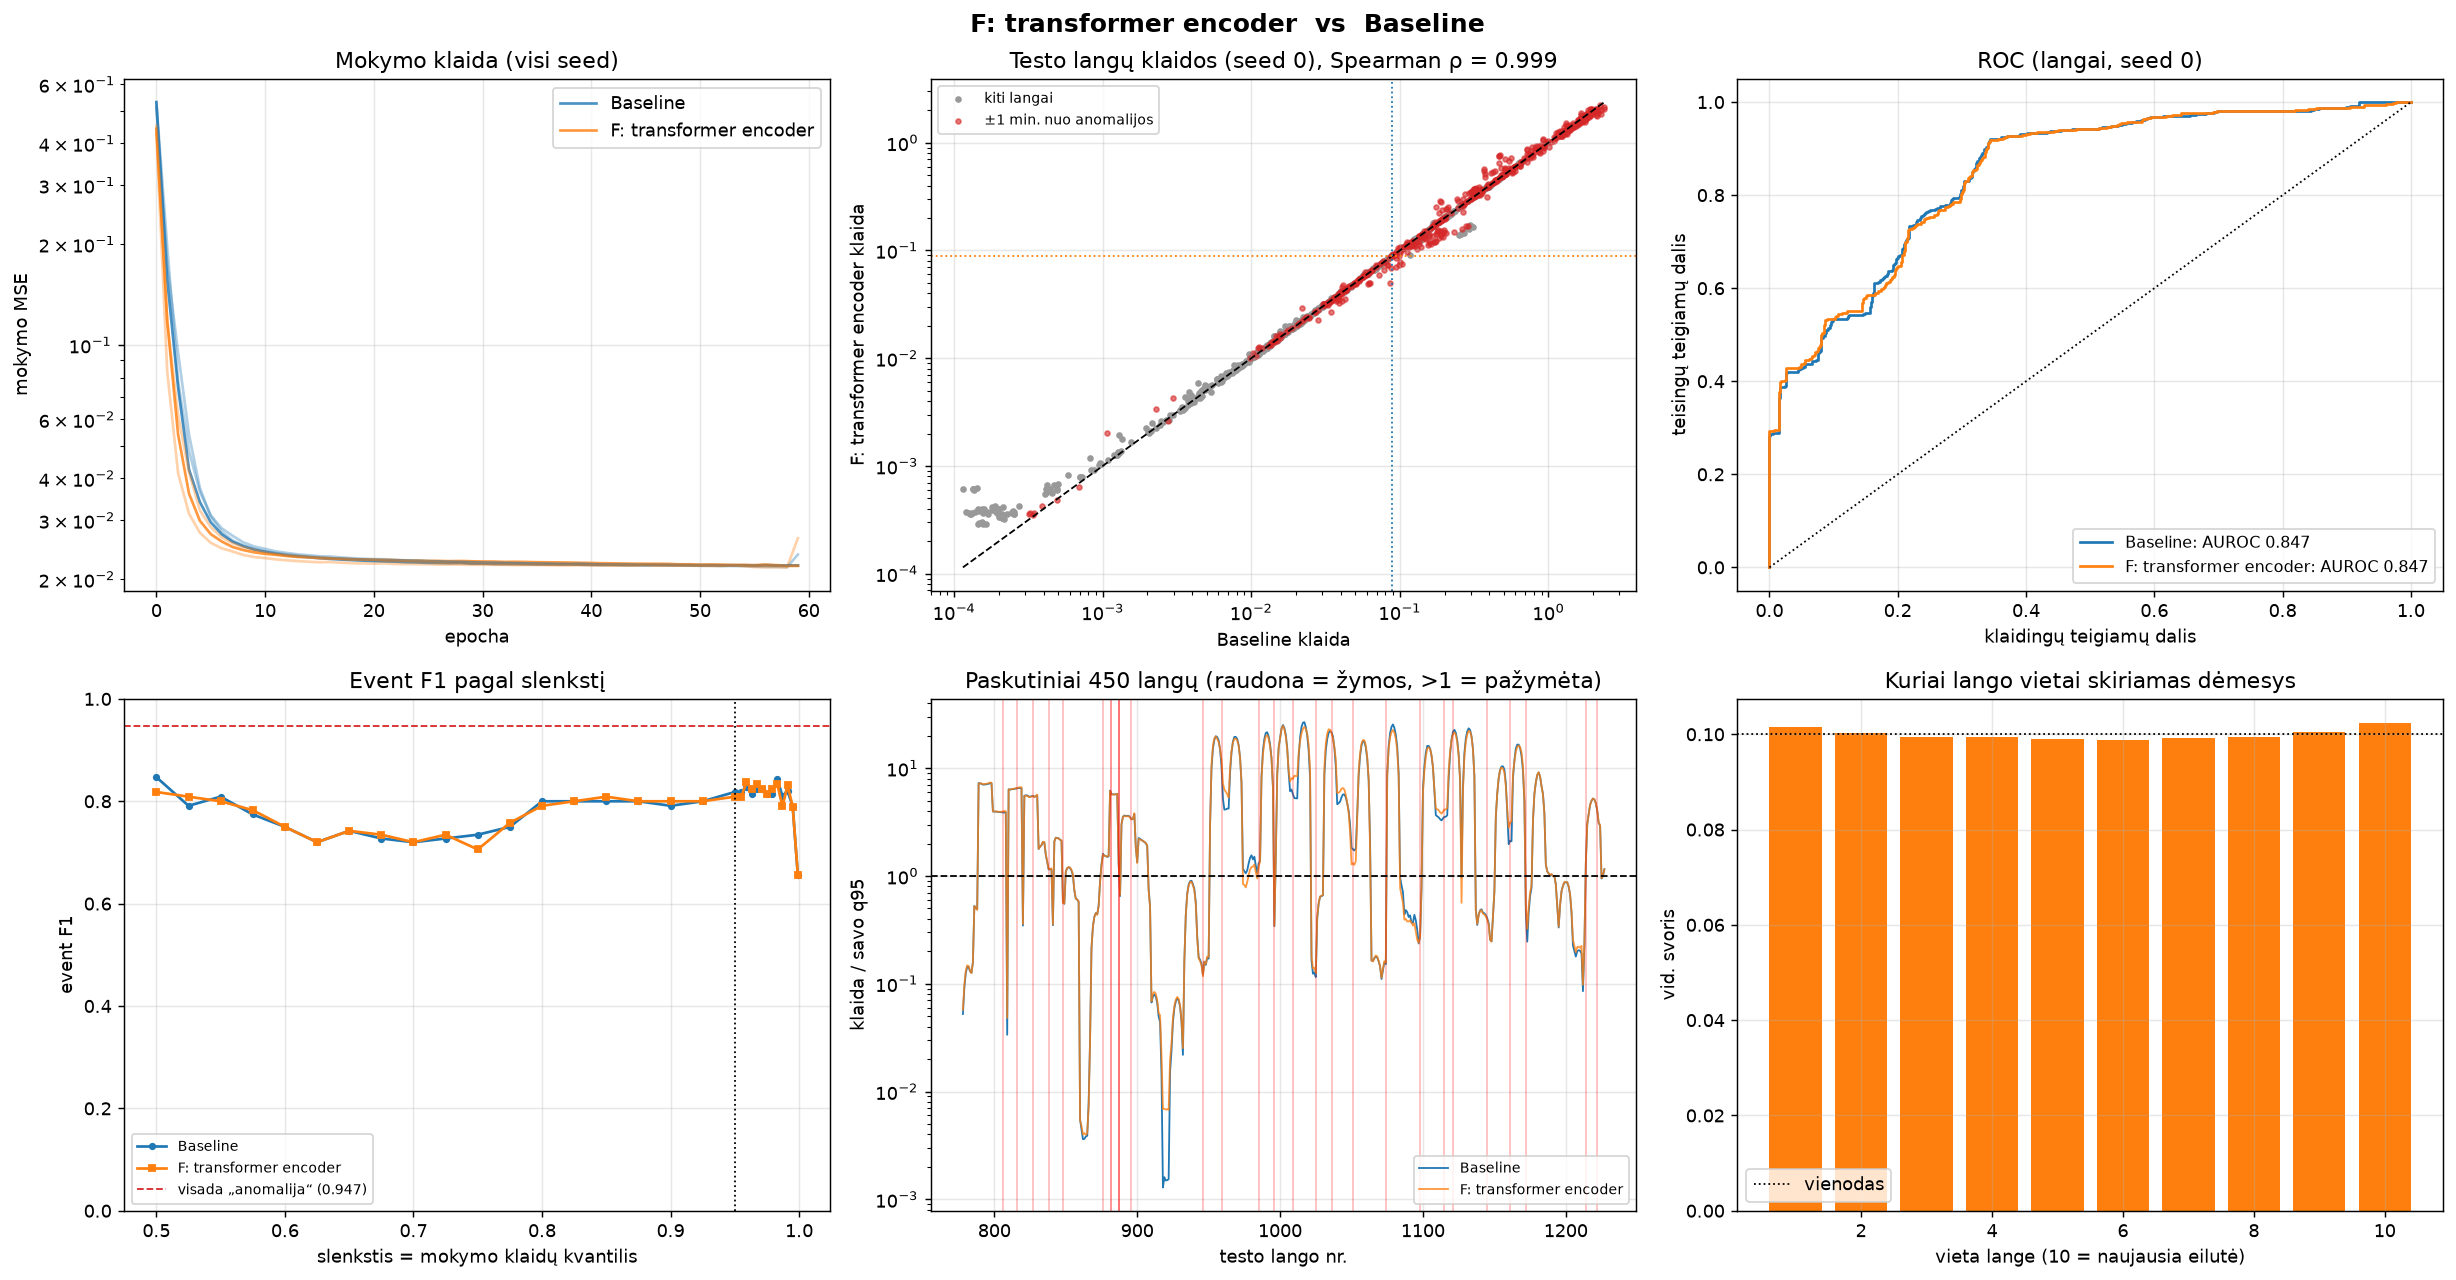 F: transformer encoder  vs  Baseline
Mokymo klaida (visi seed)
6 × 10⁻¹
4 × 10⁻¹
3 × 10⁻¹
2 × 10⁻¹
10⁻¹
6 × 10⁻²
4 × 10⁻²
3 × 10⁻²
2 × 10⁻²
mokymo MSE
Baseline
F: transformer encoder
0 10 20 30 40 50 60
epocha
Testo langų klaidos (seed 0), Spearman ρ = 0.999
kiti langai
±1 min. nuo anomalijos
10⁰
10⁻¹
10⁻²
10⁻³
10⁻⁴
F: transformer encoder klaida
10⁻⁴ 10⁻³ 10⁻² 10⁻¹ 10⁰
Baseline klaida
ROC (langai, seed 0)
1.0
0.8
0.6
0.4
0.2
0.0
teisingų teigiamų dalis
Baseline: AUROC 0.847
F: transformer encoder: AUROC 0.847
0.0 0.2 0.4 0.6 0.8 1.0
klaidingų teigiamų dalis
Event F1 pagal slenkstį
1.0
0.8
0.6
0.4
0.2
0.0
event F1
Baseline
F: transformer encoder
visada „anomalija“ (0.947)
0.5 0.6 0.7 0.8 0.9 1.0
slenkstis = mokymo klaidų kvantilis
Paskutiniai 450 langų (raudona = žymos, >1 = pažymėta)
10¹
10⁰
10⁻¹
10⁻²
10⁻³
klaida / savo q95
Baseline
F: transformer encoder
800 900 1000 1100 1200
testo lango nr.
Kuriai lango vietai skiriamas dėmesys
0.10
0.08
0.06
0.04
0.02
0.00
vid. svoris
vienodas
2 4 6 8 10
vieta lange (10 = naujausia eilutė)